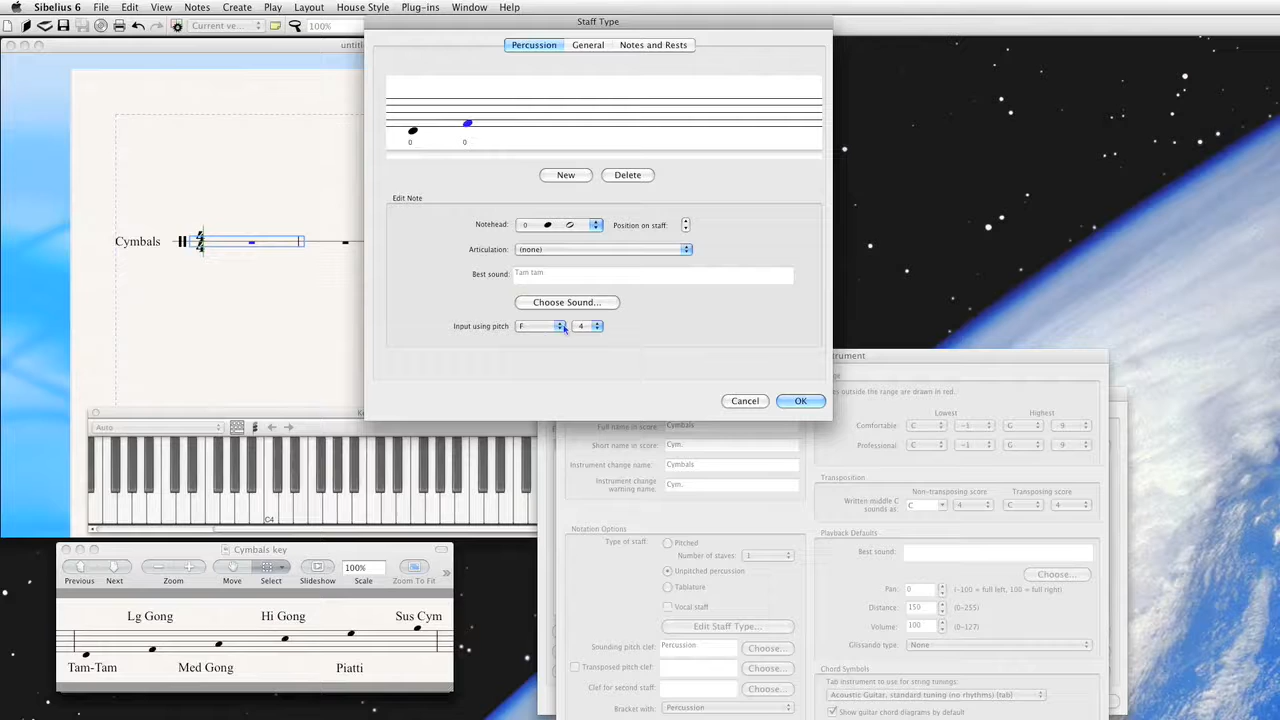 Sibelius 6 File Edit View Notes Create Play Layout House Style Plug-ins Window Help
Current ve... 100%
Staff Type
Percussion General Notes and Rests
0 0
New Delete
Edit Note
Notehead: 0 Position on staff:
Articulation: (none)
Best sound: Tam tam
Choose Sound...
Input using pitch F 4
Cancel OK
Cymbals
Auto
C4
Cymbals key
Previous Next Zoom Move Select Slideshow 100% Scale Zoom To Fit »
Lg Gong Hi Gong Sus Cym
Tam-Tam Med Gong Piatti
Full name in score: Cymbals
Short name in score: Cym.
Instrument change name: Cymbals
Instrument change warning name: Cym.
Notation Options
Type of staff: Pitched
Number of staves: 1
Unpitched percussion
Tablature
Vocal staff
Edit Staff Type...
Sounding pitch clef: Percussion Choose...
Transposed pitch clef: Choose...
Clef for second staff: Choose...
Bracket with: Percussion
outside the range are drawn in red.
Lowest Highest
Comfortable: C -1 G 9
Professional: C -1 G 9
Transposition
Non-transposing score Transposing score
Written middle C sounds as: C 4 C 4
Playback Defaults
Best sound:
Choose...
Pan: 0 (-100 = full left, 100 = full right)
Distance: 150 (0-255)
Volume: 100 (0-127)
Glissando type: None
Chord Symbols
Tab instrument to use for string tunings:
Acoustic Guitar, standard tuning (no rhythms) [tab]
Show guitar chord diagrams by default